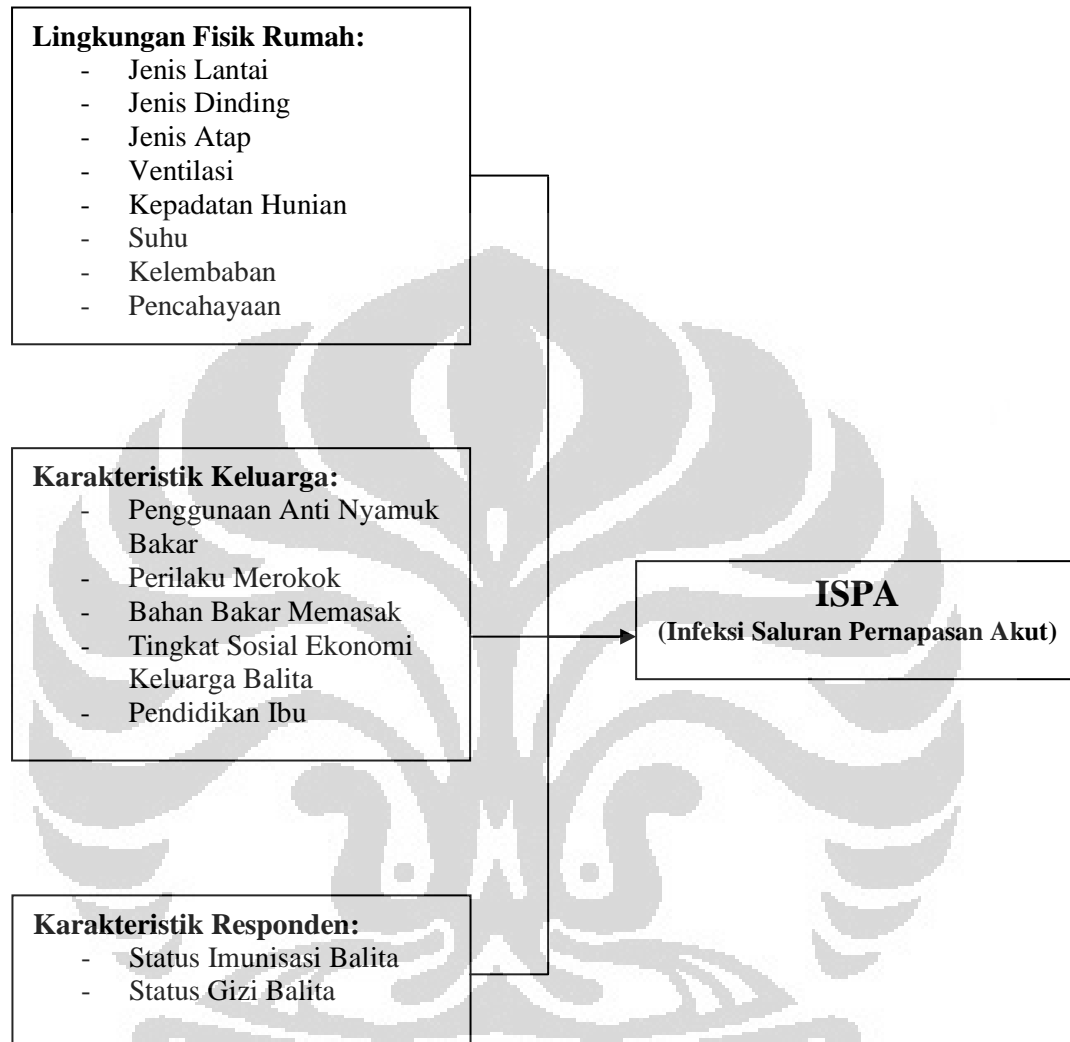 Lingkungan Fisik Rumah:
- Jenis Lantai
- Jenis Dinding
- Jenis Atap
- Ventilasi
- Kepadatan Hunian
- Suhu
- Kelembaban
- Pencahayaan
Karakteristik Keluarga:
- Penggunaan Anti Nyamuk
Bakar
- Perilaku Merokok
- Bahan Bakar Memasak
- Tingkat Sosial Ekonomi
Keluarga Balita
- Pendidikan Ibu
ISPA
(Infeksi Saluran Pernapasan Akut)
Karakteristik Responden:
- Status Imunisasi Balita
- Status Gizi Balita